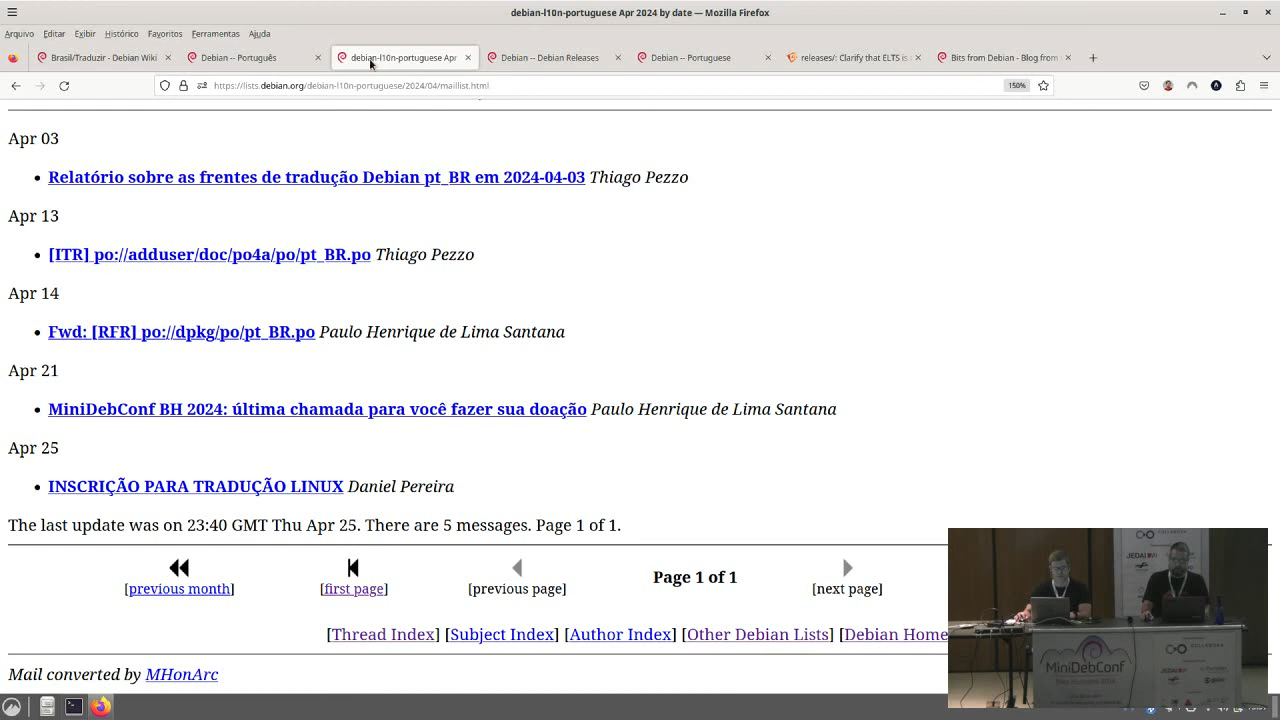 debian-l10n-portuguese Apr 2024 by date — Mozilla Firefox
Arquivo Editar Exibir Histórico Favoritos Ferramentas Ajuda
Brasil/Traduzir - Debian Wiki
Debian -- Português
debian-l10n-portuguese Apr
Debian -- Debian Releases
Debian -- Portuguese
releases/: Clarify that ELTS is
Bits from Debian - Blog from
https://lists.debian.org/debian-l10n-portuguese/2024/04/maillist.html 150%
Apr 03
• Relatório sobre as frentes de tradução Debian pt_BR em 2024-04-03 Thiago Pezzo
Apr 13
• [ITR] po://adduser/doc/po4a/po/pt_BR.po Thiago Pezzo
Apr 14
• Fwd: [RFR] po://dpkg/po/pt_BR.po Paulo Henrique de Lima Santana
Apr 21
• MiniDebConf BH 2024: última chamada para você fazer sua doação Paulo Henrique de Lima Santana
Apr 25
• INSCRIÇÃO PARA TRADUÇÃO LINUX Daniel Pereira
The last update was on 23:40 GMT Thu Apr 25. There are 5 messages. Page 1 of 1.
[previous month] [first page] [previous page] Page 1 of 1 [next page]
[Thread Index] [Subject Index] [Author Index] [Other Debian Lists] [Debian Home
Mail converted by MHonArc
COLLABORA
JEDAI
MiniDebConf
COLLABORA